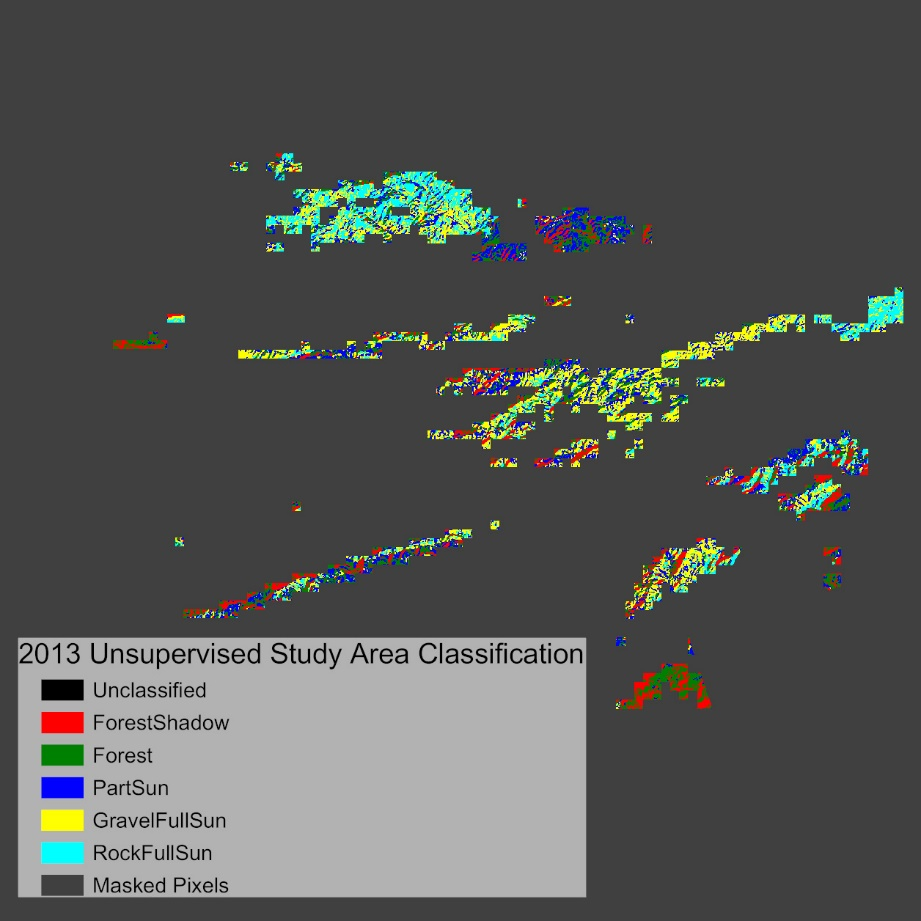 2013 Unsupervised Study Area Classification
Unclassified
ForestShadow
Forest
PartSun
GravelFullSun
RockFullSun
Masked Pixels